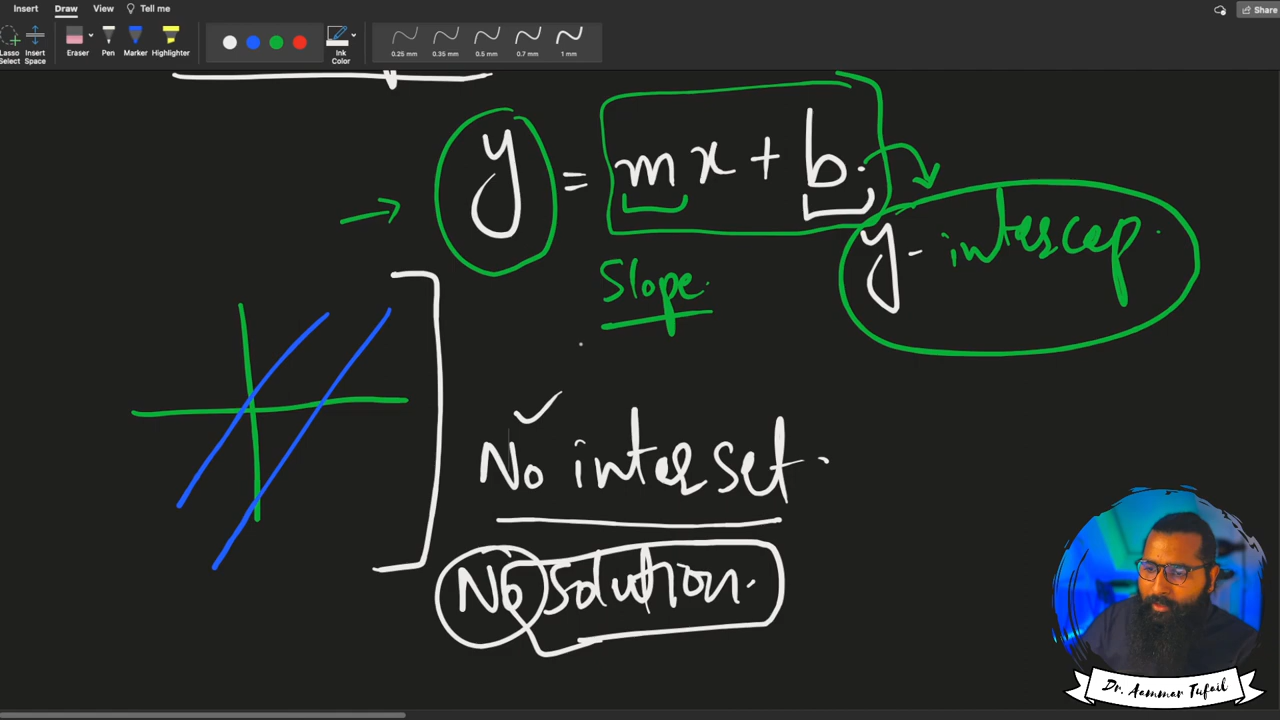 Insert Draw View Tell me
Share
Lasso Select
Insert Space
Eraser
Pen
Marker
Highlighter
Ink Color
0.25 mm
0.35 mm
0.5 mm
0.7 mm
1 mm
y = mx + b.
y-intercep.
Slope.
No interset.
No Solution.
Dr. Aammar Tufail